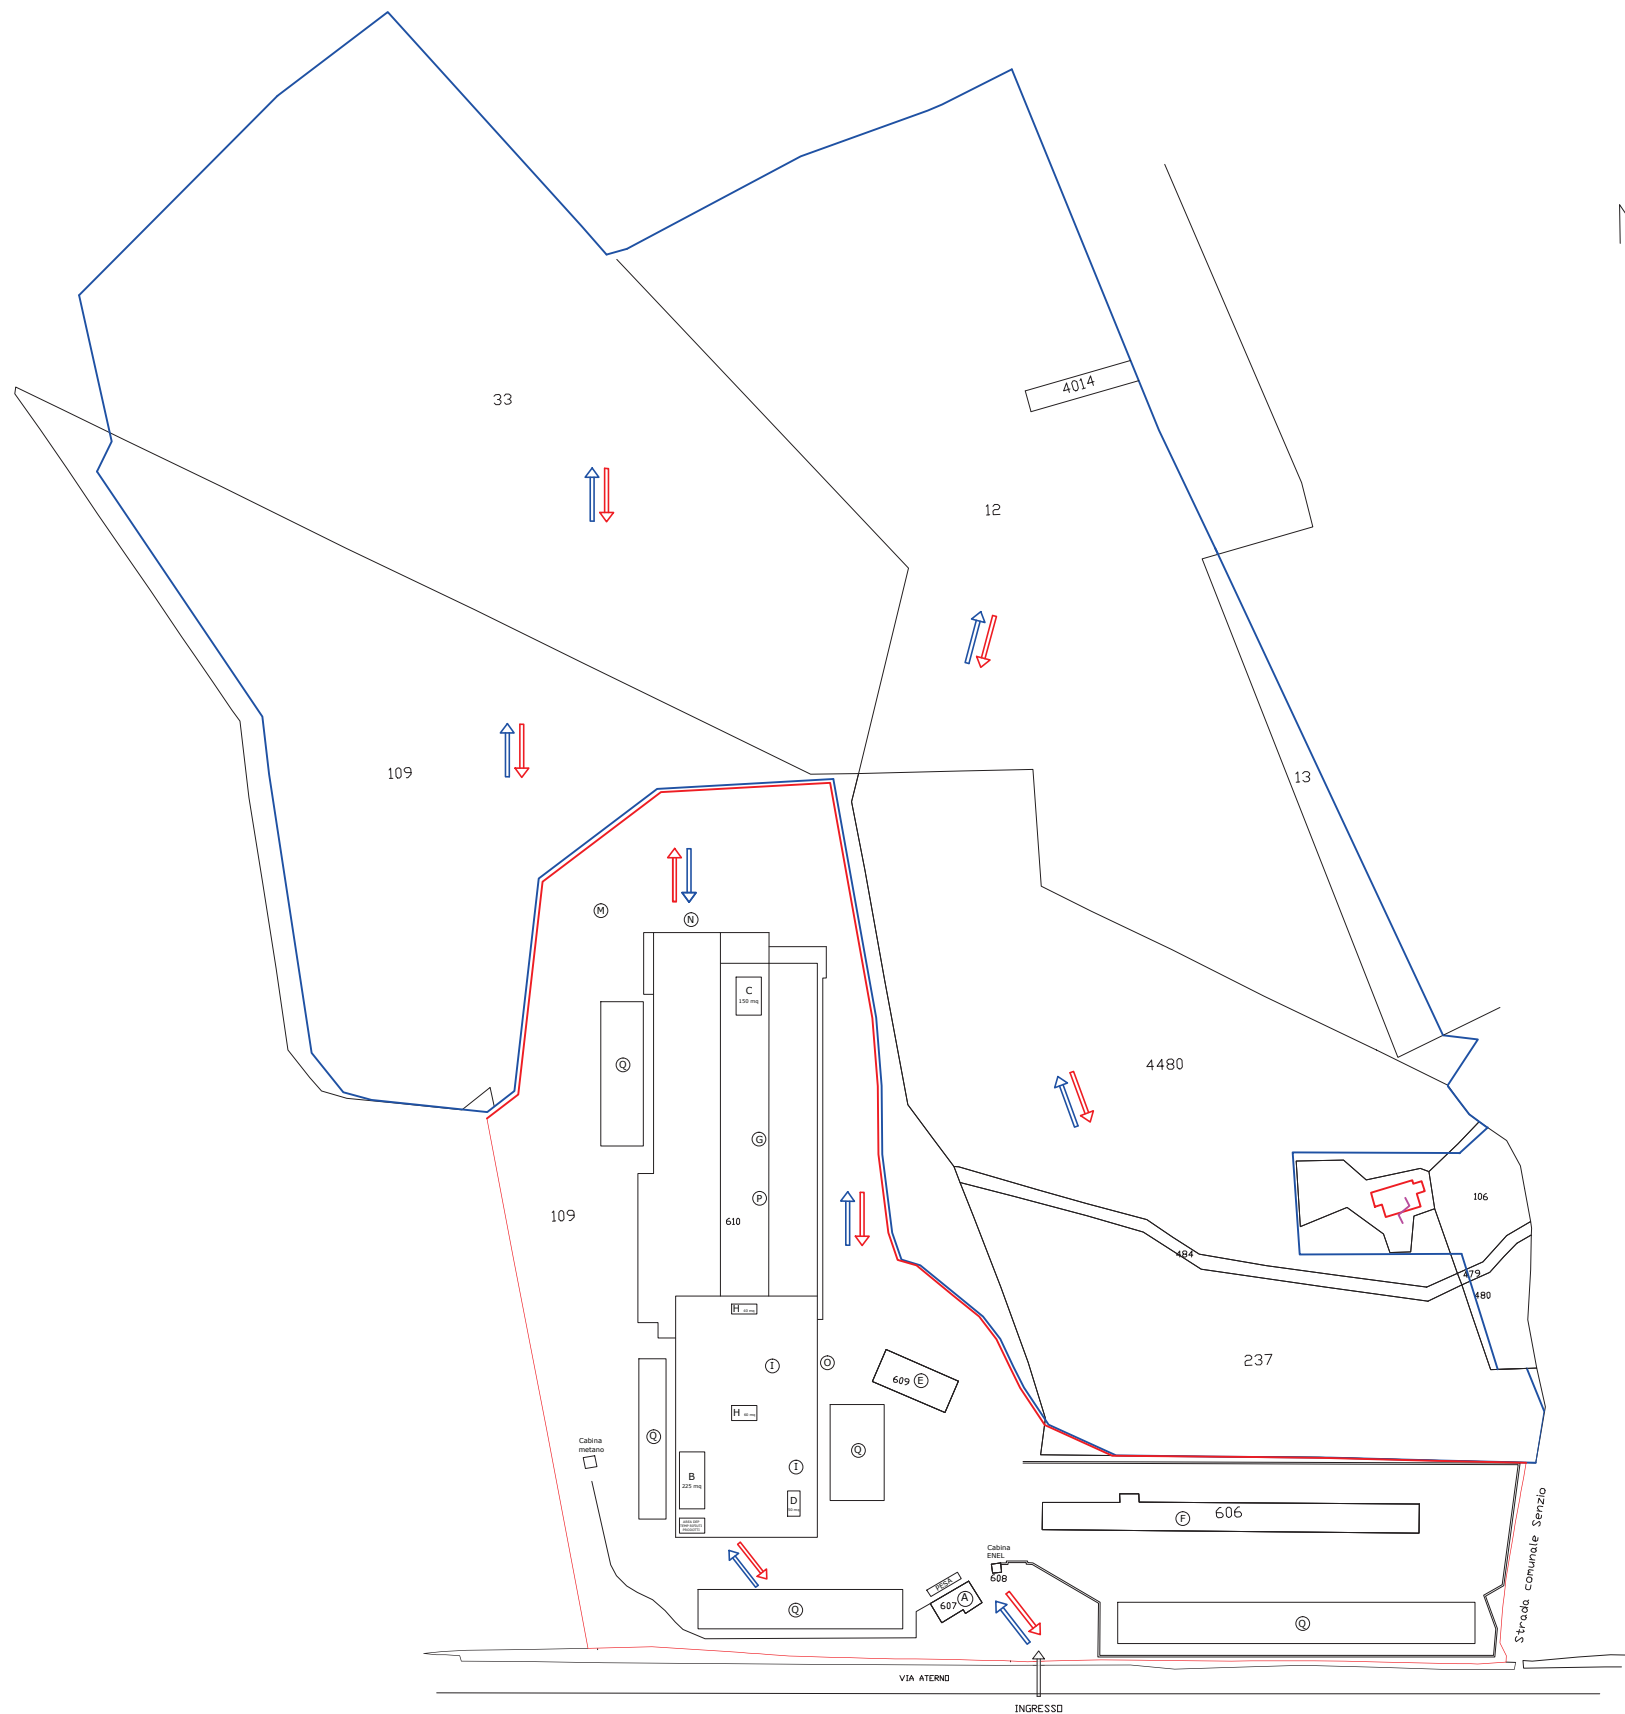 4014
33
12
109
13
M
N
C
150 mq
4480
Q
G
106
P
109
610
484
479
480
H
I
O
237
609 E
H
Q
Q
Cabina
metano
I
B
225 mq
D
606
F
Strada comunale Senzio
Cabina
ENEL
608
PESA
607 A
Q
Q
VIA ATERNO
INGRESSO